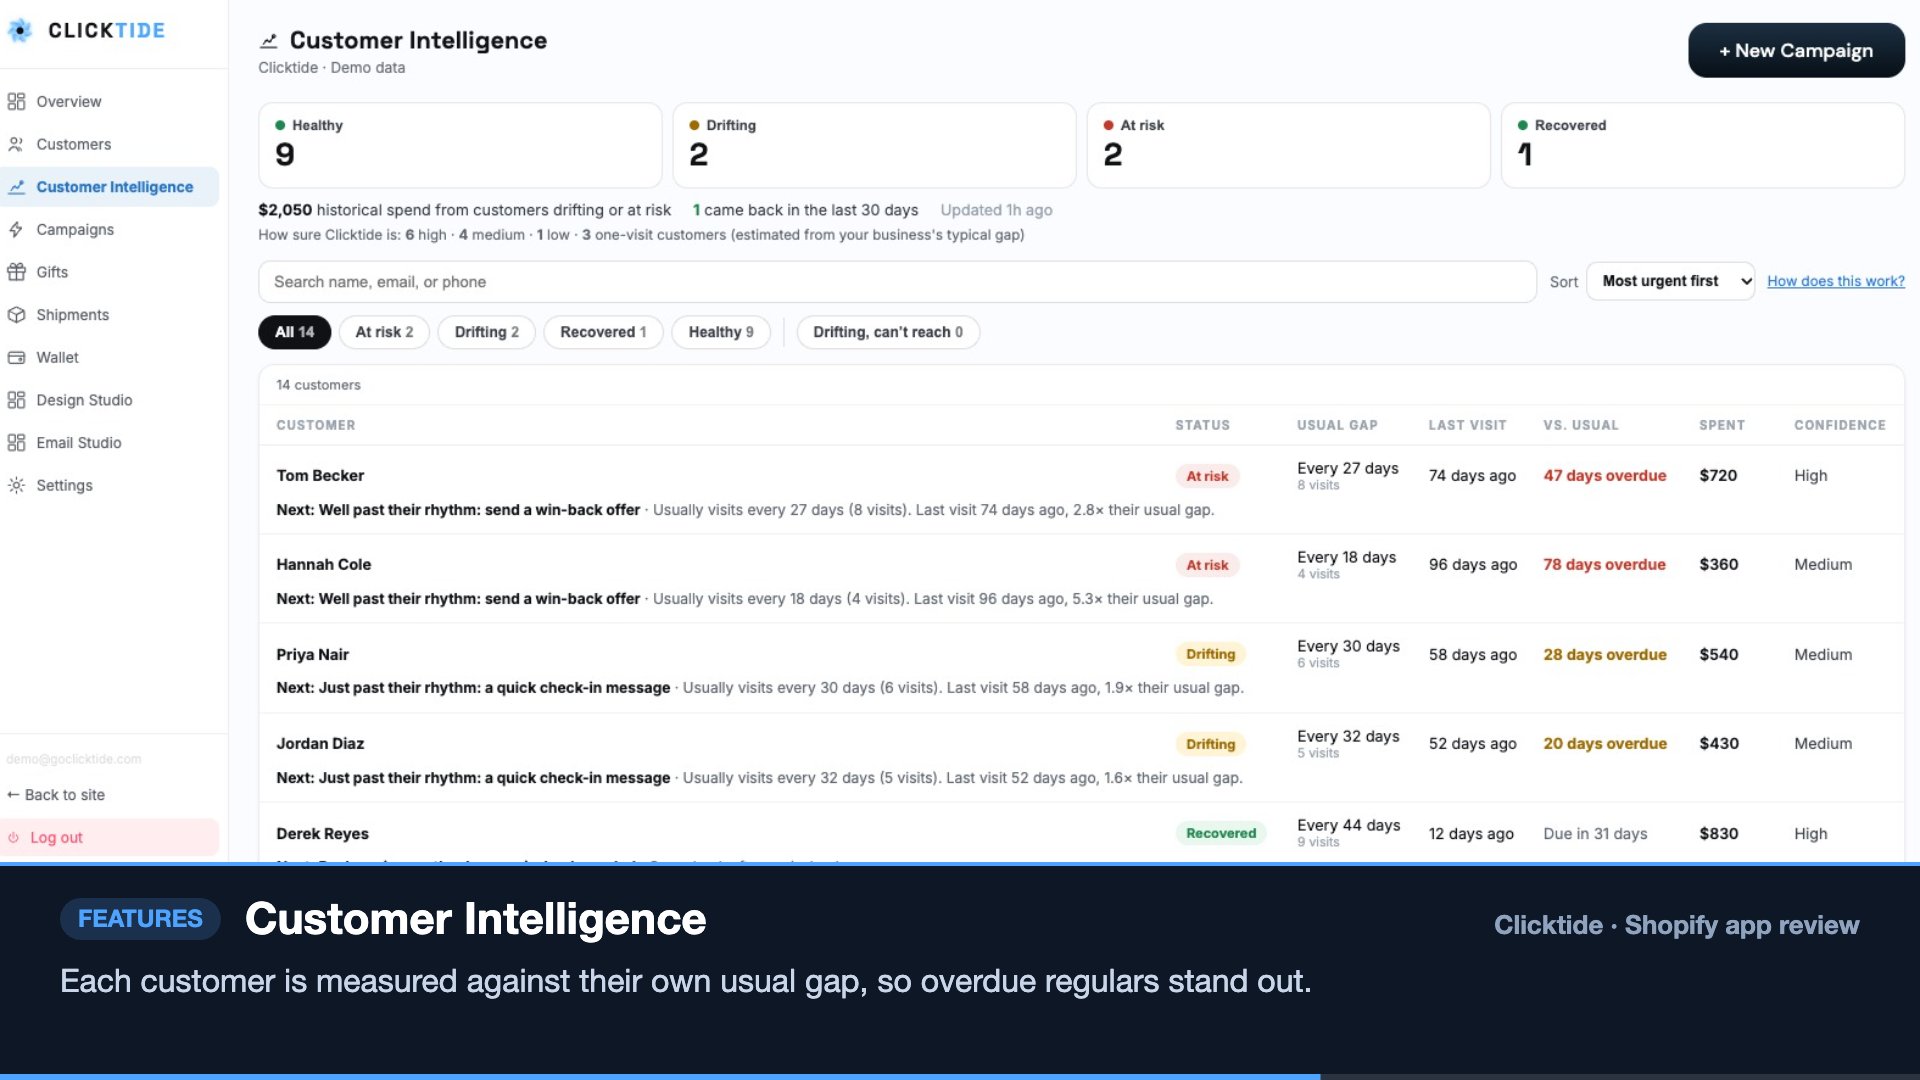 CLICKTIDE
Overview
Customers
Customer Intelligence
Campaigns
Gifts
Shipments
Wallet
Design Studio
Email Studio
Settings
demo@goclicktide.com
← Back to site
Log out
Customer Intelligence
Clicktide · Demo data
+ New Campaign
Healthy
9
Drifting
2
At risk
2
Recovered
1
$2,050 historical spend from customers drifting or at risk 1 came back in the last 30 days Updated 1h ago
How sure Clicktide is: 6 high · 4 medium · 1 low · 3 one-visit customers (estimated from your business's typical gap)
Search name, email, or phone
Sort Most urgent first How does this work?
All 14 At risk 2 Drifting 2 Recovered 1 Healthy 9 Drifting, can't reach 0
14 customers
CUSTOMER STATUS USUAL GAP LAST VISIT VS. USUAL SPENT CONFIDENCE
Tom Becker At risk Every 27 days 74 days ago 47 days overdue $720 High
8 visits
Next: Well past their rhythm: send a win-back offer · Usually visits every 27 days (8 visits). Last visit 74 days ago, 2.8× their usual gap.
Hannah Cole At risk Every 18 days 96 days ago 78 days overdue $360 Medium
4 visits
Next: Well past their rhythm: send a win-back offer · Usually visits every 18 days (4 visits). Last visit 96 days ago, 5.3× their usual gap.
Priya Nair Drifting Every 30 days 58 days ago 28 days overdue $540 Medium
6 visits
Next: Just past their rhythm: a quick check-in message · Usually visits every 30 days (6 visits). Last visit 58 days ago, 1.9× their usual gap.
Jordan Diaz Drifting Every 32 days 52 days ago 20 days overdue $430 Medium
5 visits
Next: Just past their rhythm: a quick check-in message · Usually visits every 32 days (5 visits). Last visit 52 days ago, 1.6× their usual gap.
Derek Reyes Recovered Every 44 days 12 days ago Due in 31 days $830 High
9 visits
FEATURES Customer Intelligence
Clicktide · Shopify app review
Each customer is measured against their own usual gap, so overdue regulars stand out.